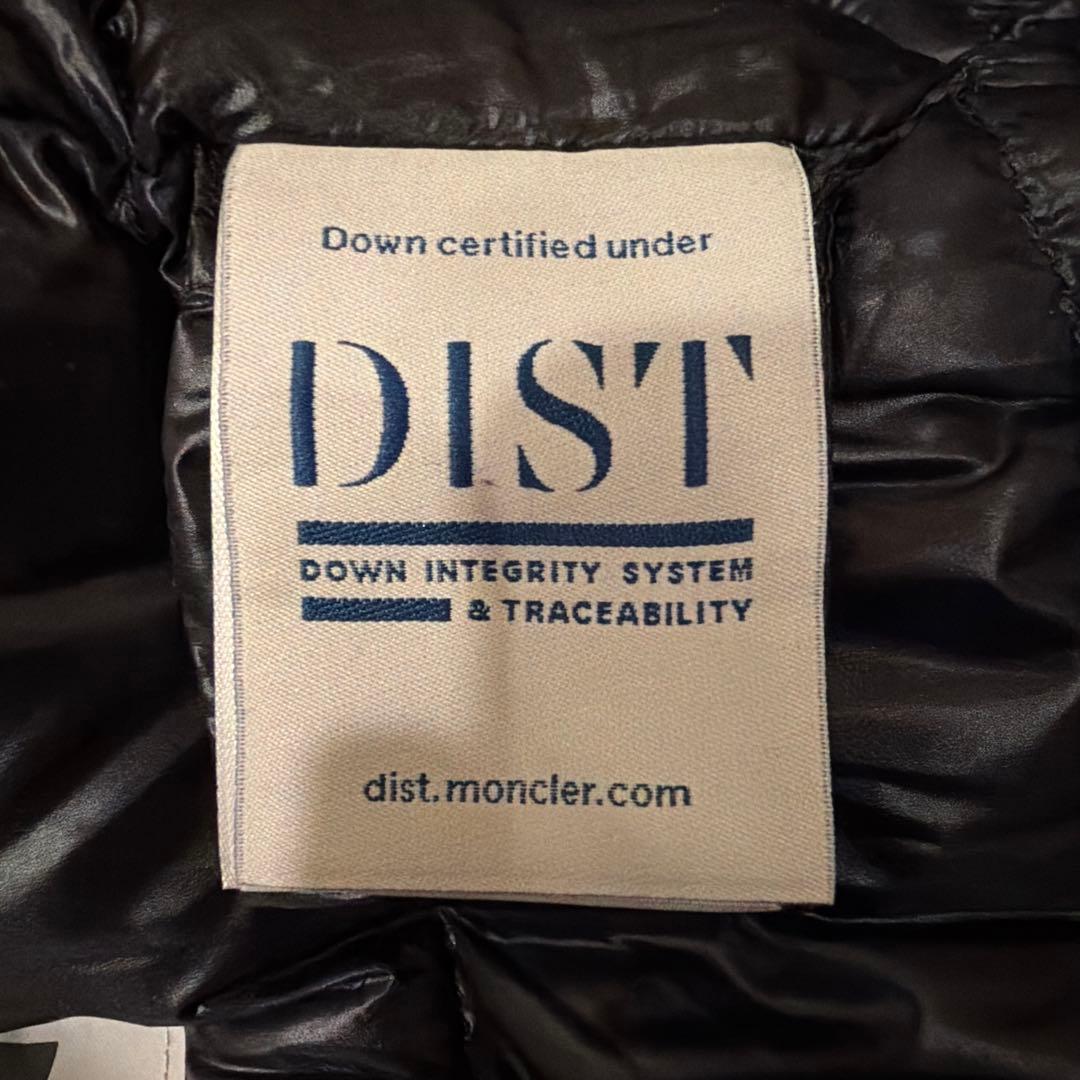 Down certified under
DIST
DOWN INTEGRITY SYSTEM
& TRACEABILITY
dist.moncler.com